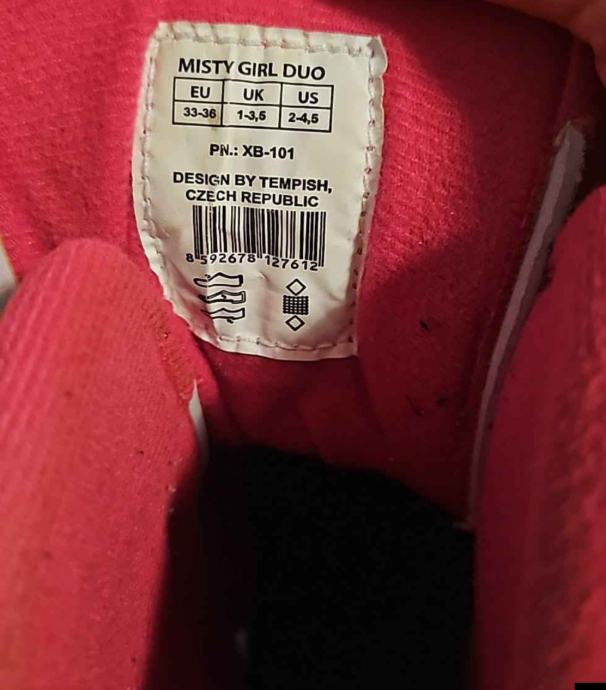 MISTY GIRL DUO
EU UK US
33-36 1-3,5 2-4,5
PN.: XB-101
DESIGN BY TEMPISH,
CZECH REPUBLIC
8 592678 127612